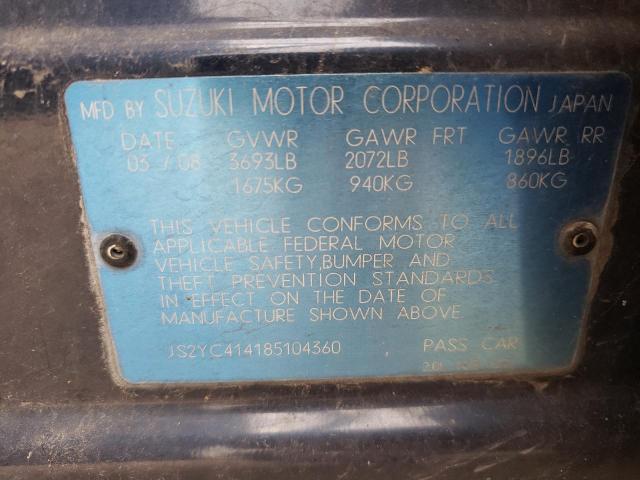 MFD BY SUZUKI MOTOR CORPORATION JAPAN
DATE GVWR GAWR FRT GAWR RR
03 / 08 3693LB 2072LB 1896LB
1675KG 940KG 860KG
THIS VEHICLE CONFORMS TO ALL
APPLICABLE FEDERAL MOTOR
VEHICLE SAFETY,BUMPER AND
THEFT PREVENTION STANDARDS
IN EFFECT ON THE DATE OF
MANUFACTURE SHOWN ABOVE.
JS2YC414185104360 PASS CAR